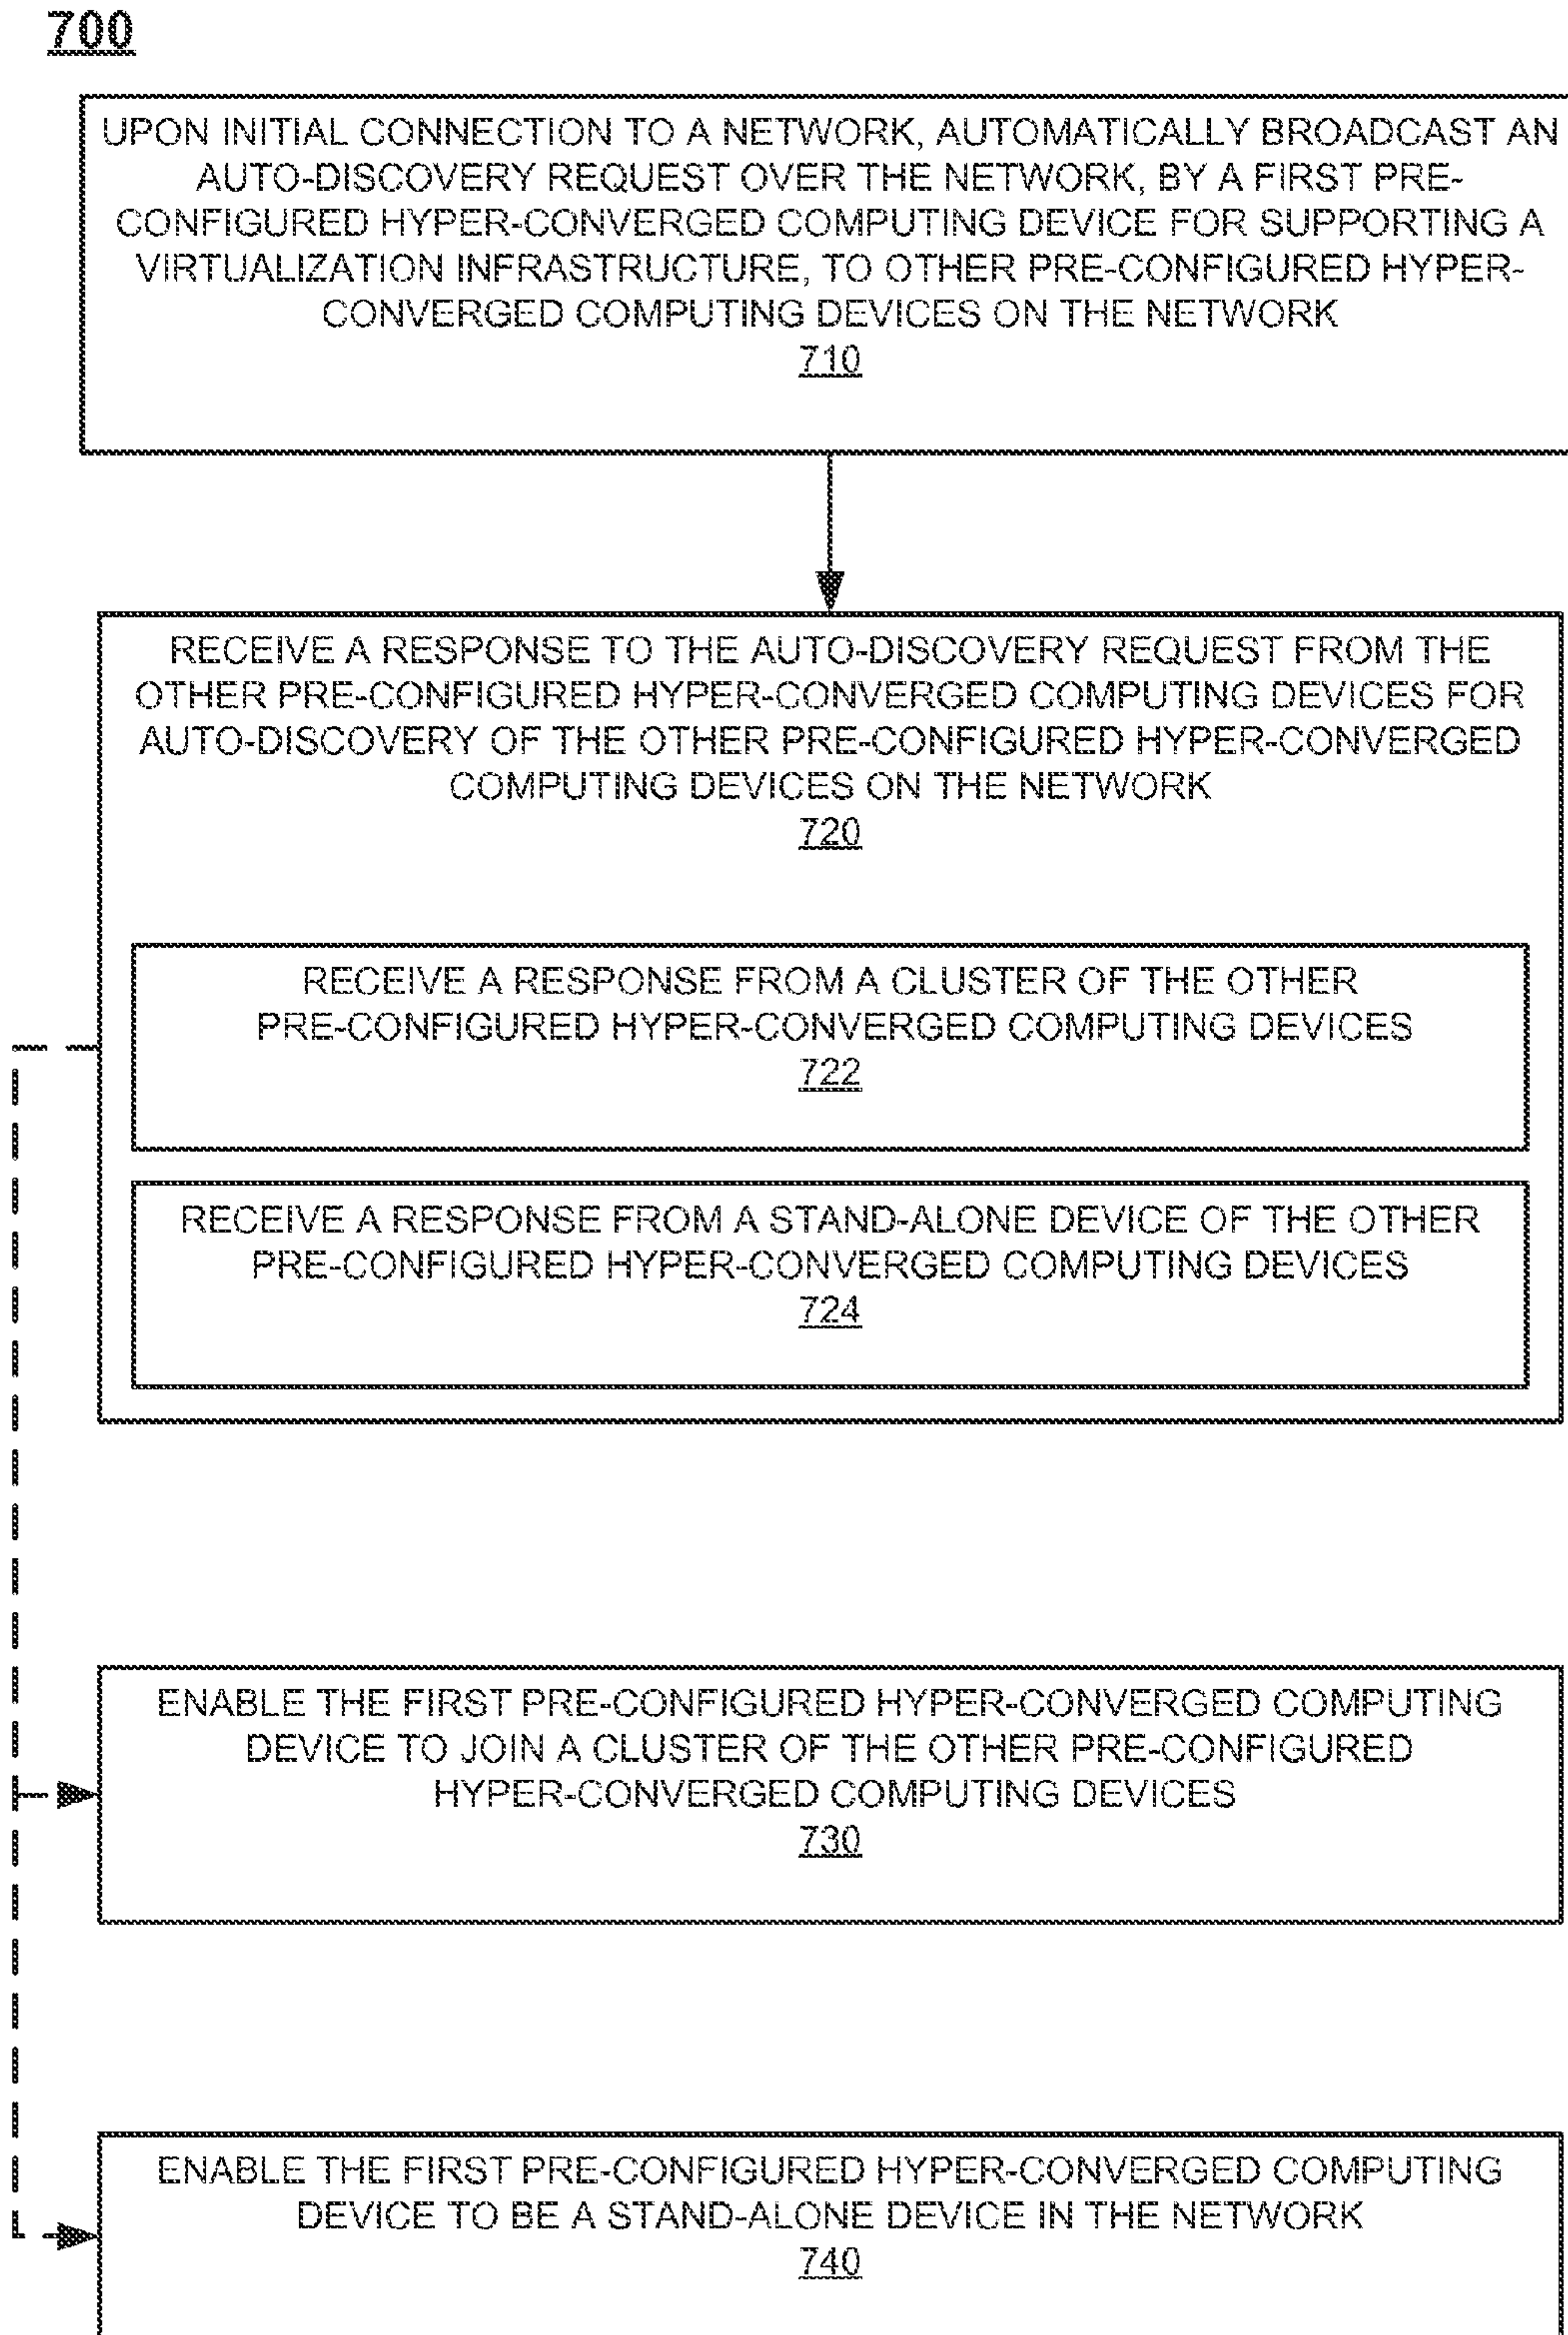 700
UPON INITIAL CONNECTION TO A NETWORK, AUTOMATICALLY BROADCAST AN
AUTO-DISCOVERY REQUEST OVER THE NETWORK, BY A FIRST PRE-
CONFIGURED HYPER-CONVERGED COMPUTING DEVICE FOR SUPPORTING A
VIRTUALIZATION INFRASTRUCTURE, TO OTHER PRE-CONFIGURED HYPER-
CONVERGED COMPUTING DEVICES ON THE NETWORK
710
RECEIVE A RESPONSE TO THE AUTO-DISCOVERY REQUEST FROM THE
OTHER PRE-CONFIGURED HYPER-CONVERGED COMPUTING DEVICES FOR
AUTO-DISCOVERY OF THE OTHER PRE-CONFIGURED HYPER-CONVERGED
COMPUTING DEVICES ON THE NETWORK
720
RECEIVE A RESPONSE FROM A CLUSTER OF THE OTHER
PRE-CONFIGURED HYPER-CONVERGED COMPUTING DEVICES
722
RECEIVE A RESPONSE FROM A STAND-ALONE DEVICE OF THE OTHER
PRE-CONFIGURED HYPER-CONVERGED COMPUTING DEVICES
724
ENABLE THE FIRST PRE-CONFIGURED HYPER-CONVERGED COMPUTING
DEVICE TO JOIN A CLUSTER OF THE OTHER PRE-CONFIGURED
HYPER-CONVERGED COMPUTING DEVICES
730
ENABLE THE FIRST PRE-CONFIGURED HYPER-CONVERGED COMPUTING
DEVICE TO BE A STAND-ALONE DEVICE IN THE NETWORK
740